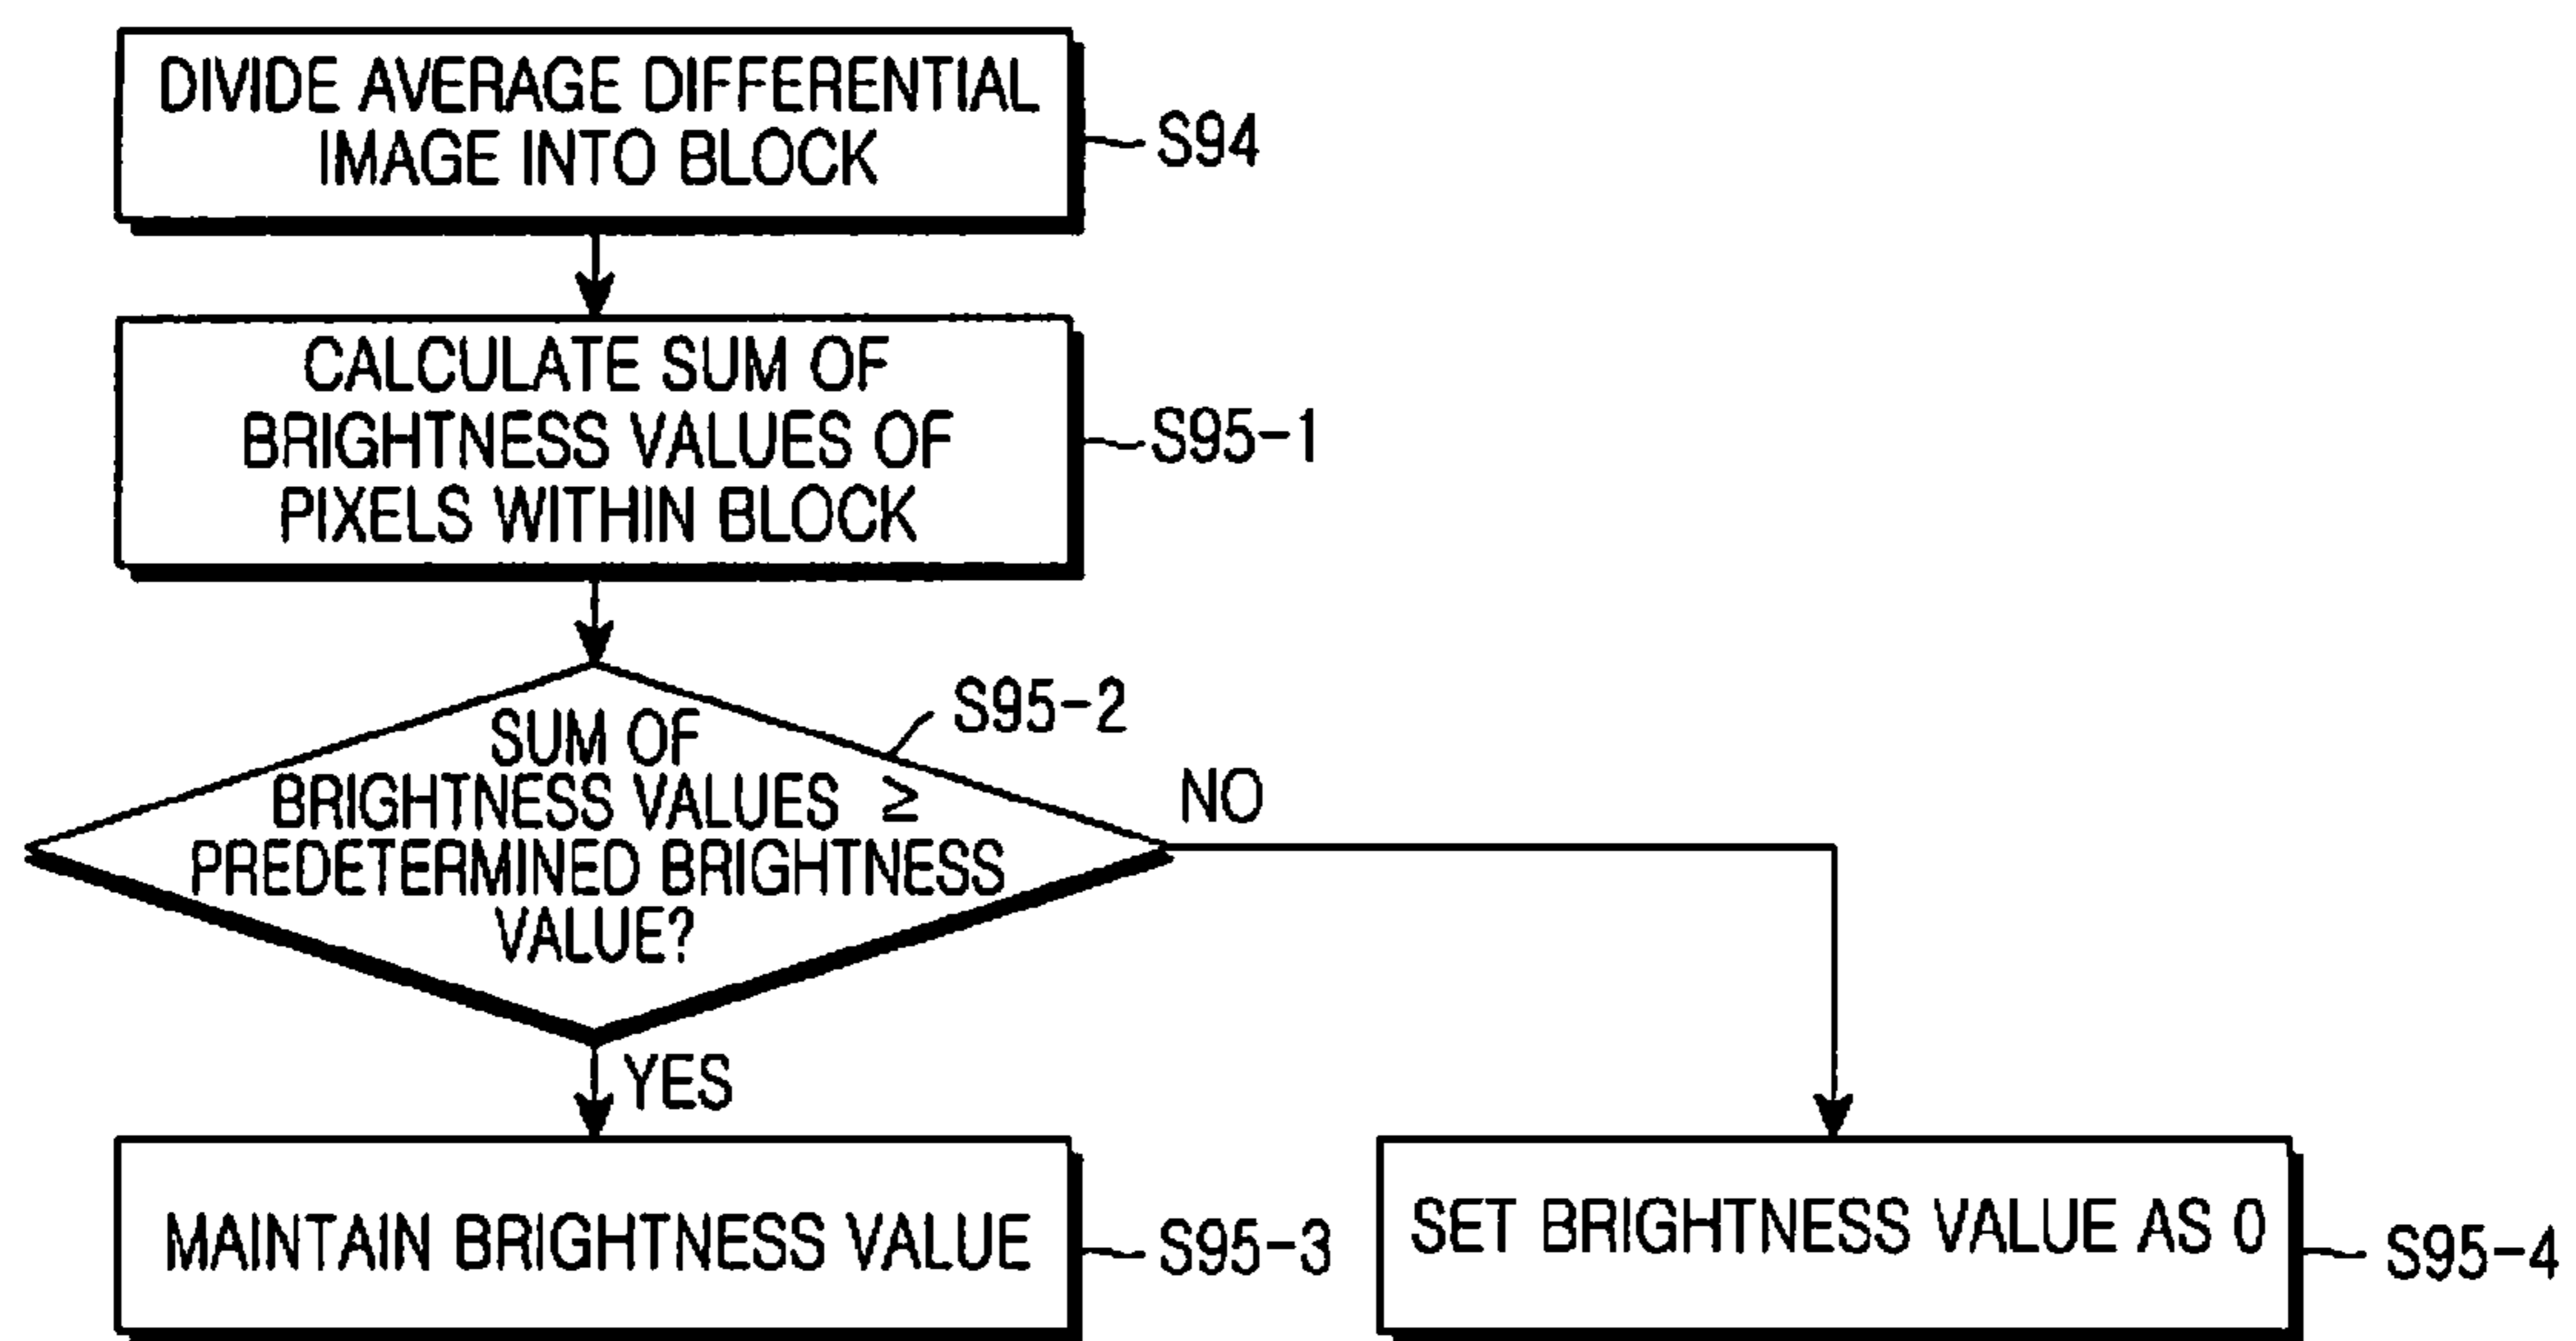 DIVIDE AVERAGE DIFFERENTIAL
IMAGE INTO BLOCK
S94
CALCULATE SUM OF
BRIGHTNESS VALUES OF
PIXELS WITHIN BLOCK
S95-1
SUM OF
BRIGHTNESS VALUES ≥
PREDETERMINED BRIGHTNESS
VALUE?
S95-2
NO
YES
MAINTAIN BRIGHTNESS VALUE
S95-3
SET BRIGHTNESS VALUE AS 0
S95-4